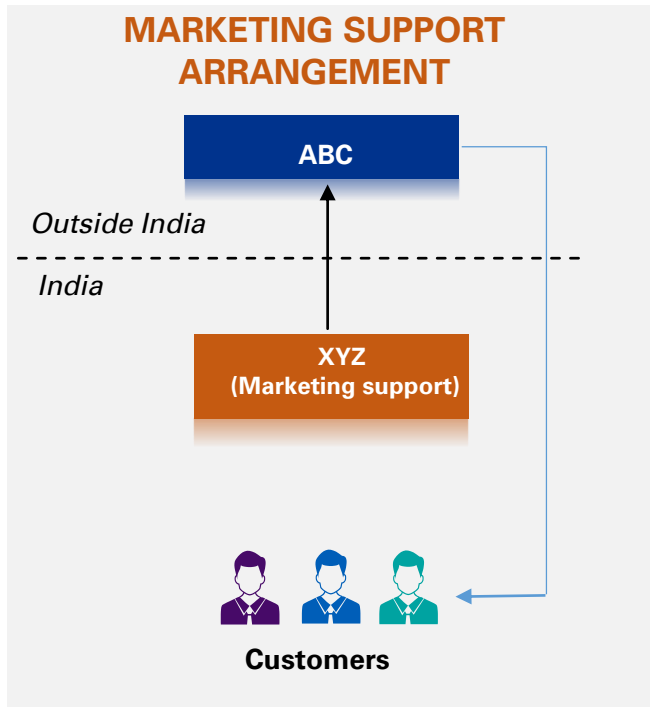 MARKETING SUPPORT
ARRANGEMENT
ABC
Outside India
India
XYZ
(Marketing support)
Customers